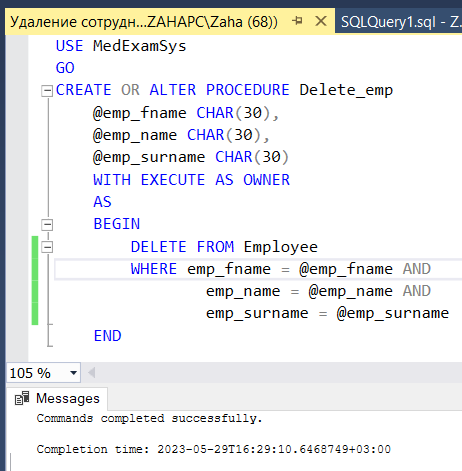 Удаление сотрудн...ZAHAPC\Zaha (68)) SQLQuery1.sql - Z.
USE MedExamSys
GO
CREATE OR ALTER PROCEDURE Delete_emp
@emp_fname CHAR(30),
@emp_name CHAR(30),
@emp_surname CHAR(30)
WITH EXECUTE AS OWNER
AS
BEGIN
DELETE FROM Employee
WHERE emp_fname = @emp_fname AND
emp_name = @emp_name AND
emp_surname = @emp_surname
END
105 %
Messages
Commands completed successfully.
Completion time: 2023-05-29T16:29:10.6468749+03:00